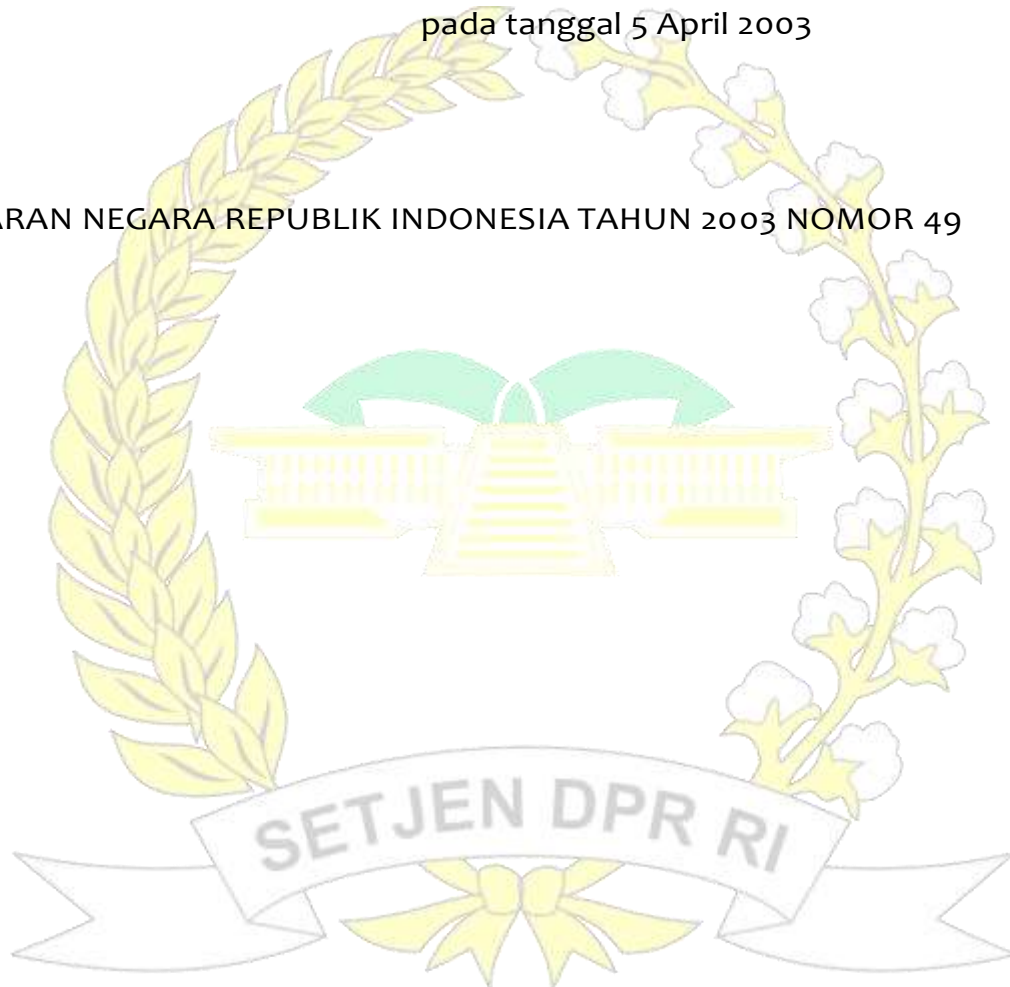 pada tanggal 5 April 2003
ARAN NEGARA REPUBLIK INDONESIA TAHUN 2003 NOMOR 49
SETJEN DPR RI